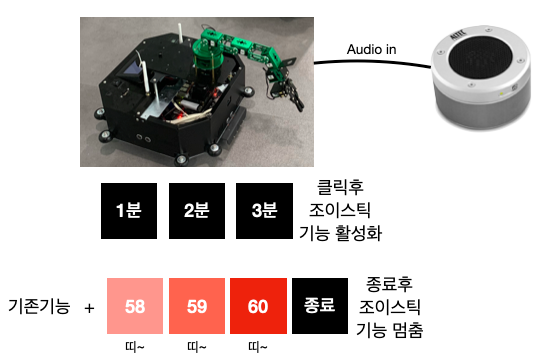 Audio in
ALTEC
1분 2분 3분
클릭후
조이스틱
기능 활성화
기존기능 + 58 59 60 종료
종료후
조이스틱
기능 멈춤
띠~ 띠~ 띠~